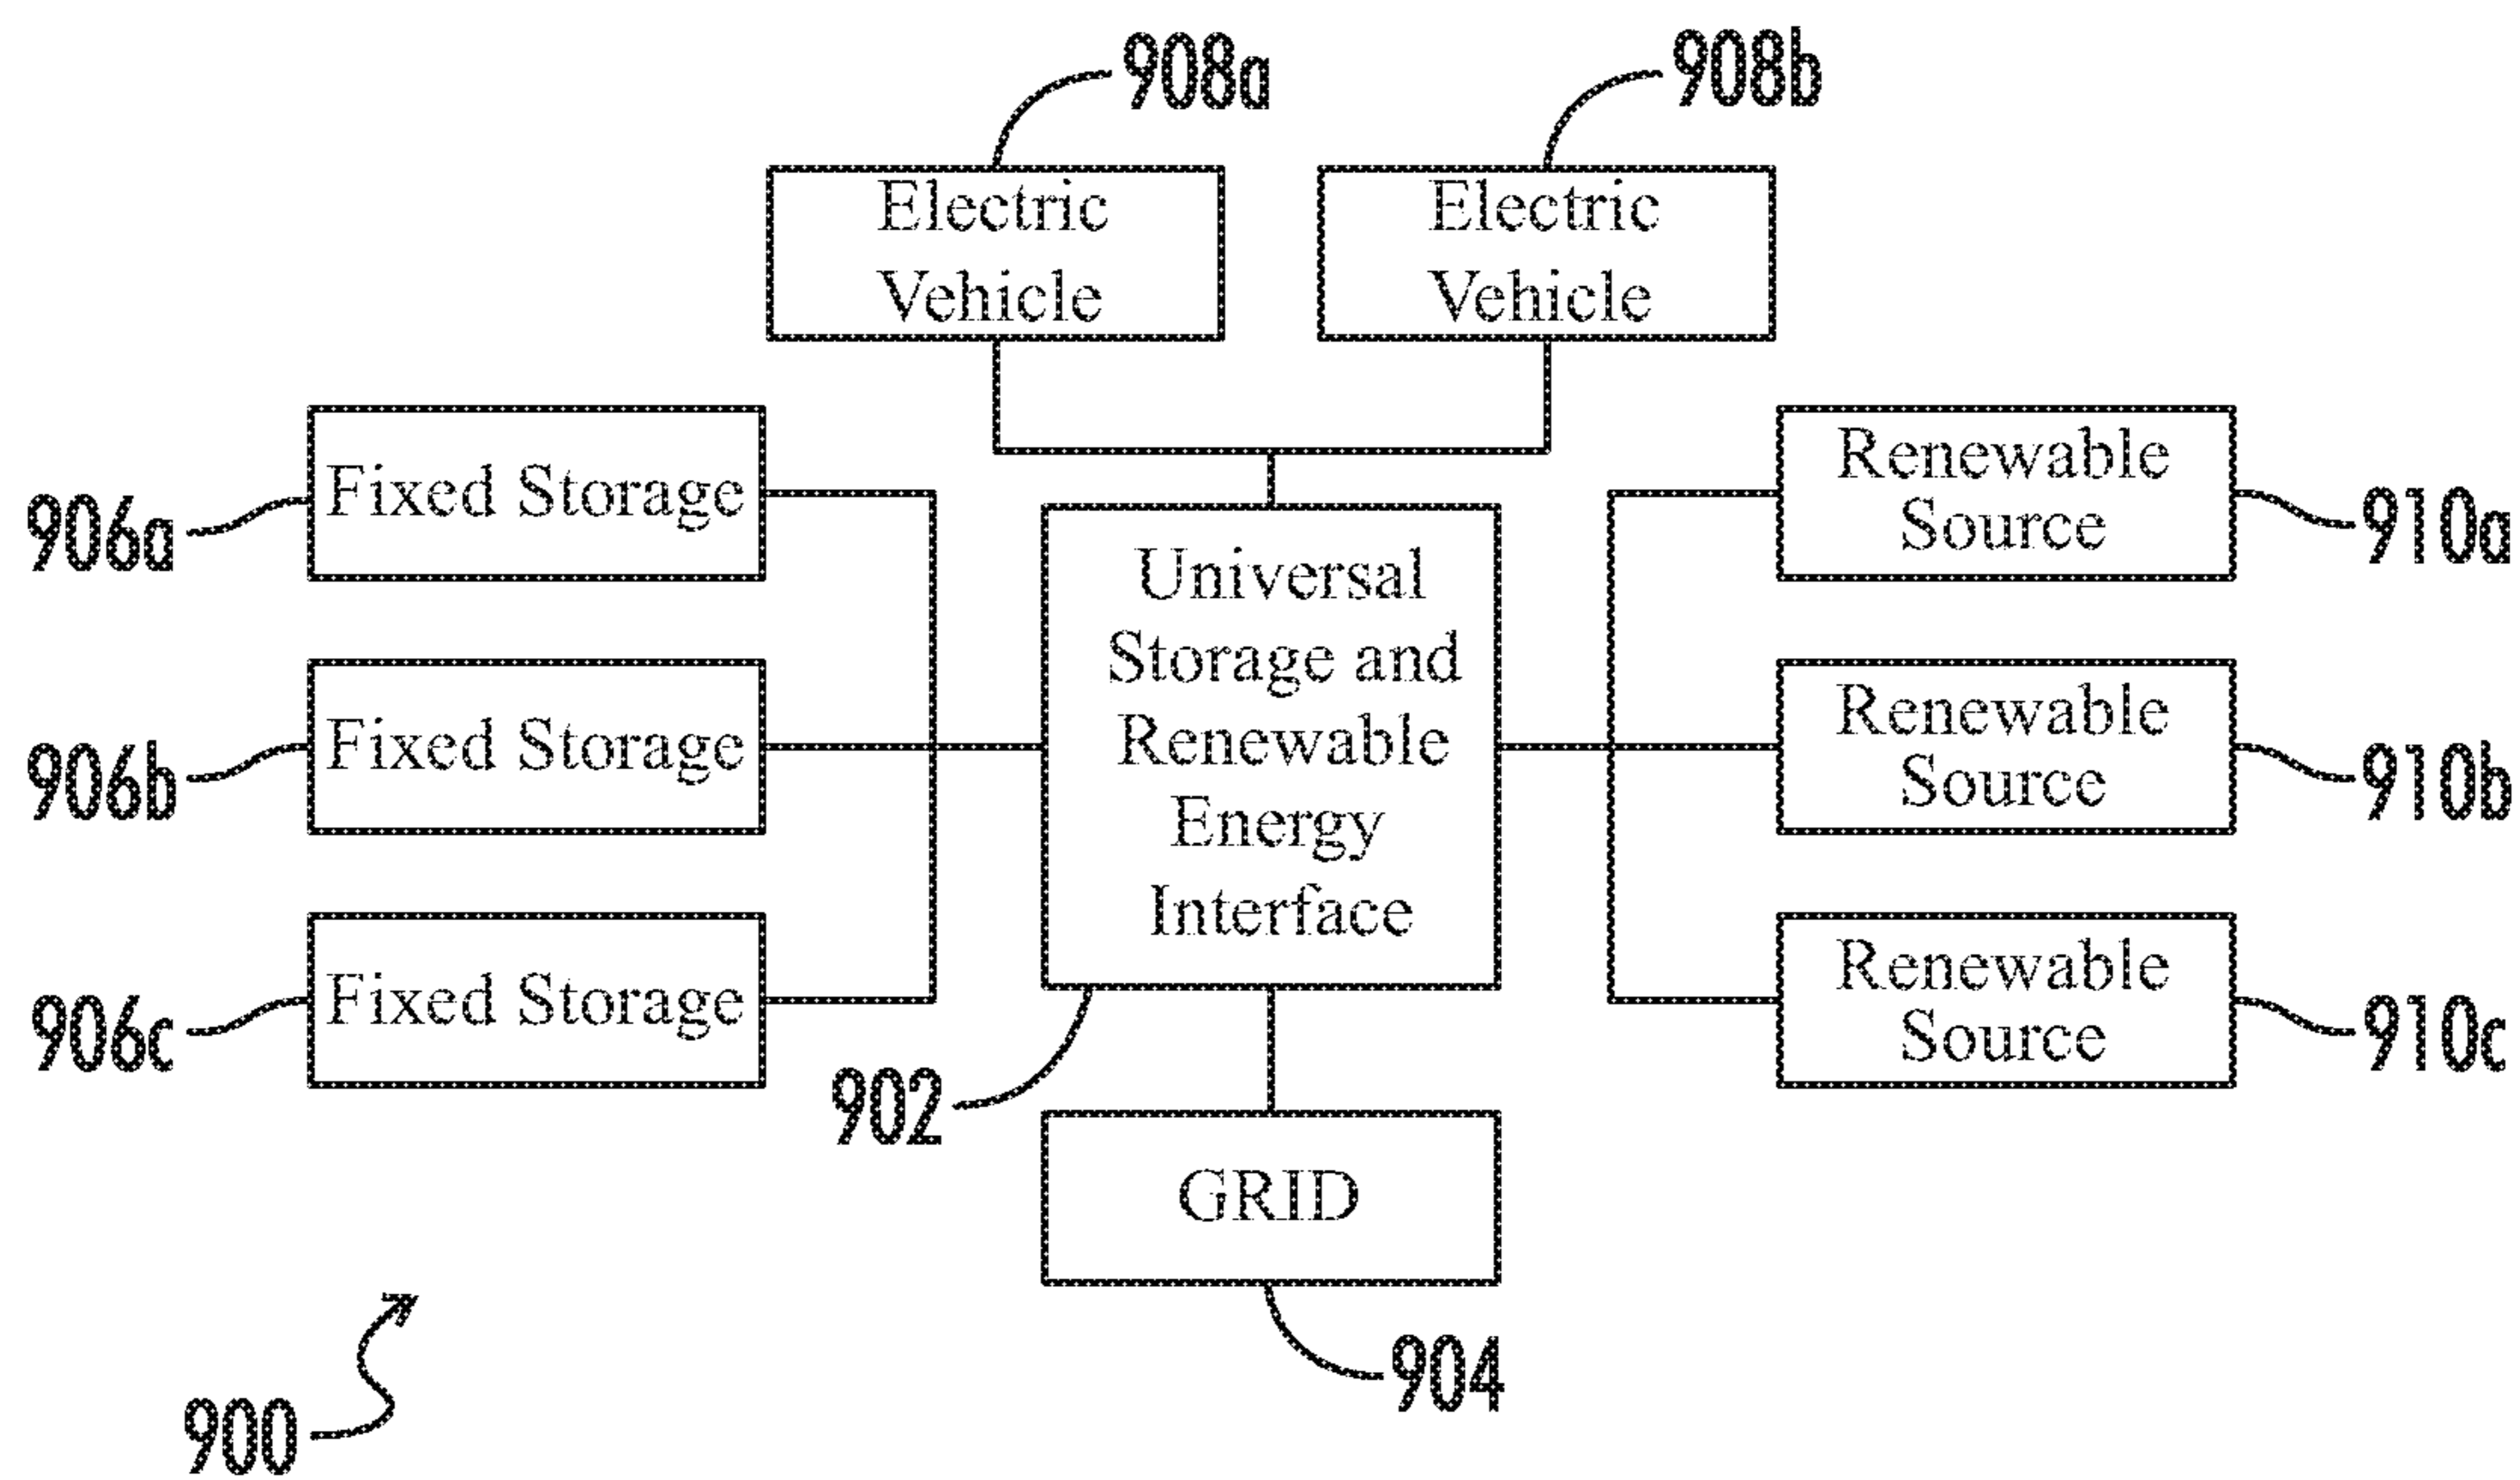 908a
908b
Electric
Vehicle
Electric
Vehicle
906a
Fixed Storage
906b
Fixed Storage
906c
Fixed Storage
Universal
Storage and
Renewable
Energy
Interface
902
Renewable
Source
910a
Renewable
Source
910b
Renewable
Source
910c
GRID
904
900